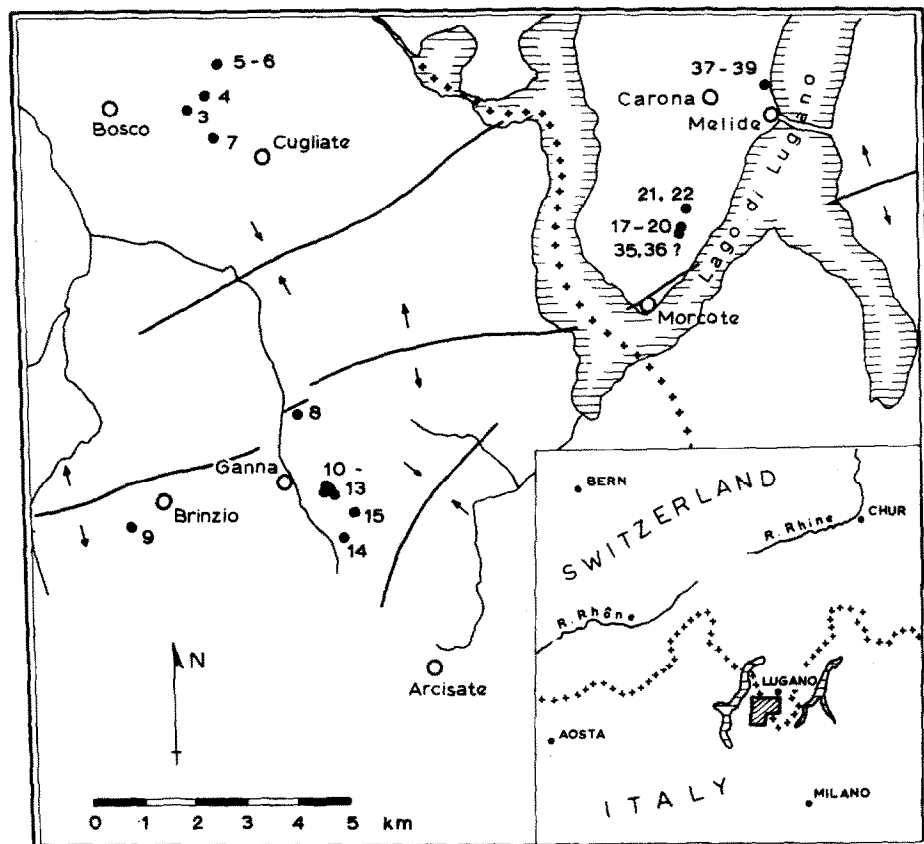 5-6
4
3
Bosco
7
Cugliate
37-39
Carona
Melide
Lago di Lugano
21, 22
17-20
35,36 ?
Morcote
8
Ganna
10 -
13
15
14
Brinzio
9
N
Arcisate
0 1 2 3 4 5 km
BERN
SWITZERLAND
CHUR
R. Rhine
R. Rhône
LUGANO
AOSTA
ITALY
MILANO